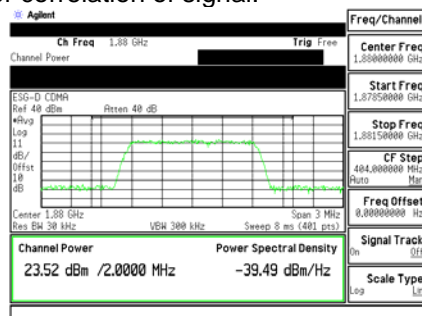 r correlation of signal.
Agilent
Freq/Channel
Ch Freq 1.88 GHz Trig Free
Channel Power
Center Freq
1.88000000 GHz
Start Freq
1.87850000 GHz
Stop Freq
1.88150000 GHz
CF Step
404.000000 MHz
Auto Man
Freq Offset
0.00000000 Hz
Signal Track
On Off
Scale Type
Log Lin
ESG-D CDMA
Ref 40 dBm Atten 40 dB
#Avg
Log
11
dB/
Offst
10
dB
Center 1.88 GHz Span 3 MHz
Res BW 30 kHz VBW 300 kHz Sweep 8 ms (401 pts)
Channel Power Power Spectral Density
23.52 dBm /2.0000 MHz -39.49 dBm/Hz